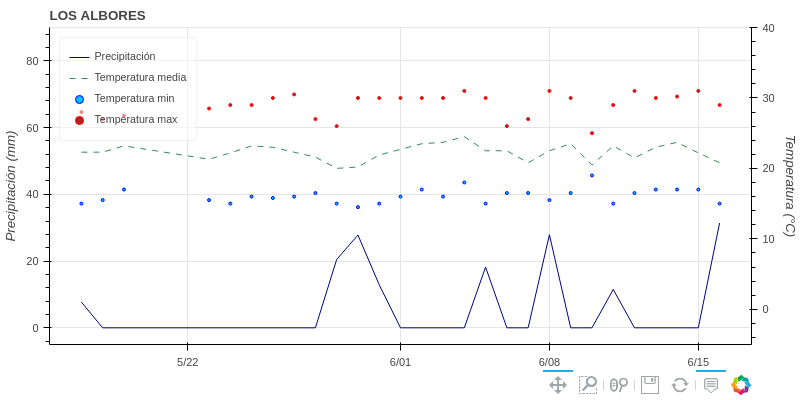 LOS ALBORES
Precipitación
Temperatura media
Temperatura min
Temperatura max
Precipitación (mm)
80
60
40
20
0
40
30
20
10
0
Temperatura (°C)
5/22
6/01
6/08
6/15